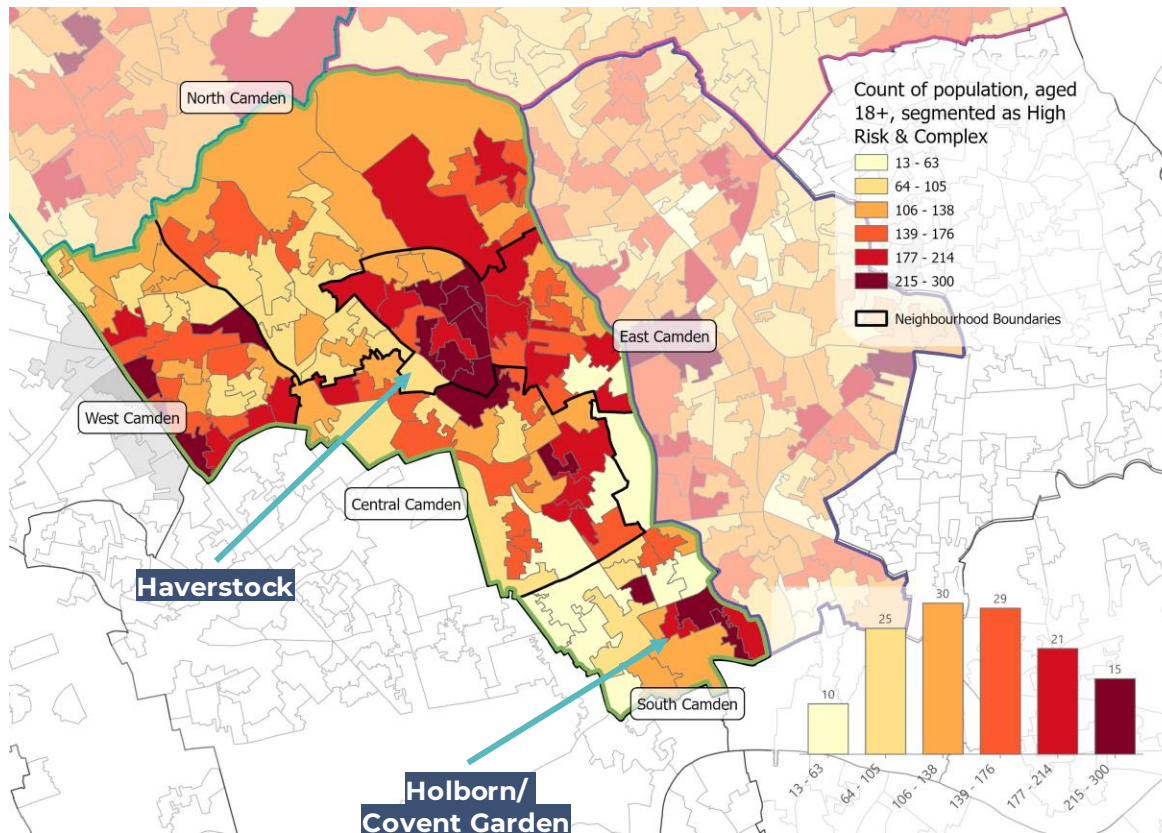 North Camden
Count of population, aged
18+, segmented as High
Risk & Complex
13 - 63
64 - 105
106 - 138
139 - 176
177 - 214
215 - 300
Neighbourhood Boundaries
East Camden
West Camden
Central Camden
Haverstock
South Camden
Holborn/
Covent Garden
10
25
30
29
21
15
13 - 63
64 - 105
106 - 138
139 - 176
177 - 214
215 - 300